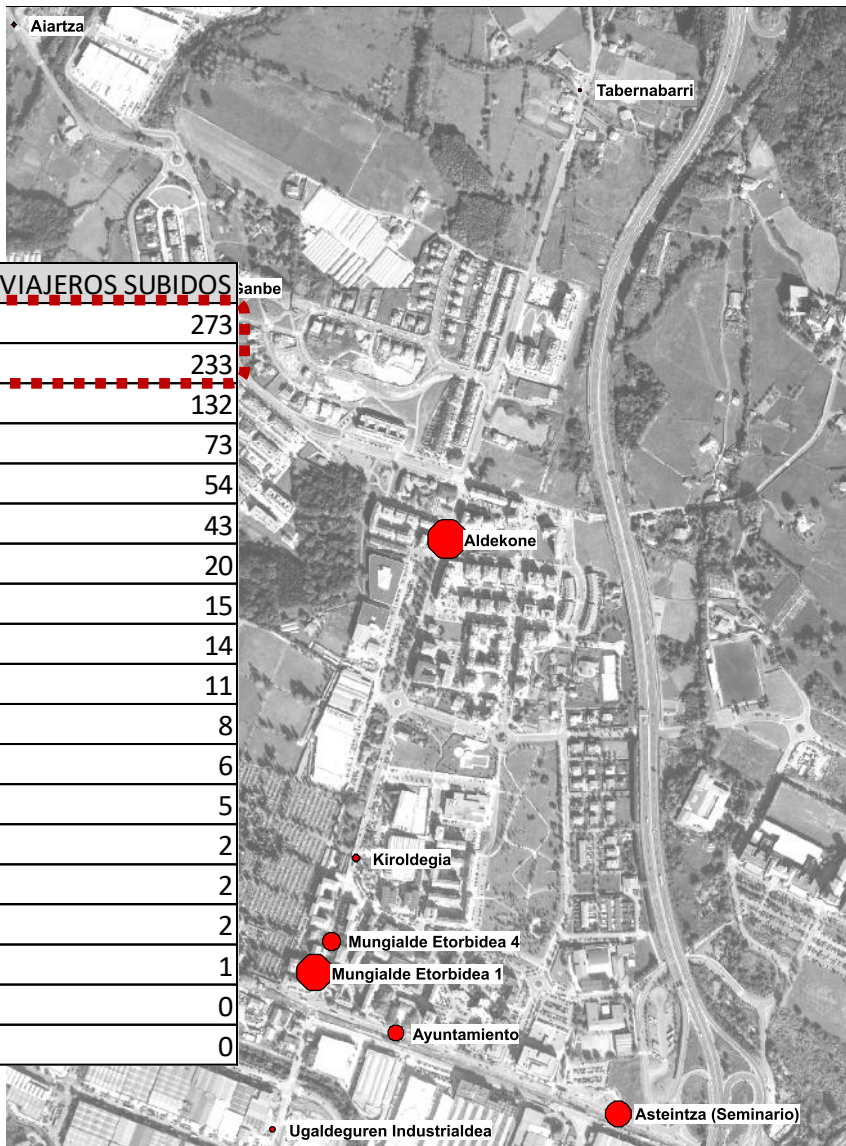 Aiartza
Tabernabarri
VIAJEROS SUBIDOS
Ganbe
273
233
132
73
54
43
20
15
14
11
8
6
5
2
2
2
1
0
0
Aldekone
Kiroldegia
Mungialde Etorbidea 4
Mungialde Etorbidea 1
Ayuntamiento
Asteintza (Seminario)
Ugaldeguren Industrialdea